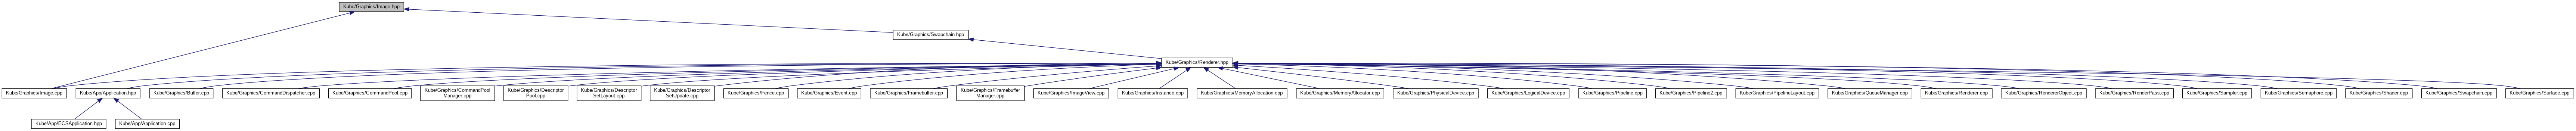 Kube/Graphics/Image.hpp
Kube/Graphics/Swapchain.hpp
Kube/Graphics/Renderer.hpp
Kube/Graphics/Image.cpp
Kube/App/Application.hpp
Kube/Graphics/Buffer.cpp
Kube/Graphics/CommandDispatcher.cpp
Kube/Graphics/CommandPool.cpp
Kube/Graphics/CommandPool
Manager.cpp
Kube/Graphics/Descriptor
Pool.cpp
Kube/Graphics/Descriptor
SetLayout.cpp
Kube/Graphics/Descriptor
SetUpdate.cpp
Kube/Graphics/Fence.cpp
Kube/Graphics/Event.cpp
Kube/Graphics/Framebuffer.cpp
Kube/Graphics/Framebuffer
Manager.cpp
Kube/Graphics/ImageView.cpp
Kube/Graphics/Instance.cpp
Kube/Graphics/MemoryAllocation.cpp
Kube/Graphics/MemoryAllocator.cpp
Kube/Graphics/PhysicalDevice.cpp
Kube/Graphics/LogicalDevice.cpp
Kube/Graphics/Pipeline.cpp
Kube/Graphics/Pipeline2.cpp
Kube/Graphics/PipelineLayout.cpp
Kube/Graphics/QueueManager.cpp
Kube/Graphics/Renderer.cpp
Kube/Graphics/RendererObject.cpp
Kube/Graphics/RenderPass.cpp
Kube/Graphics/Sampler.cpp
Kube/Graphics/Semaphore.cpp
Kube/Graphics/Shader.cpp
Kube/Graphics/Swapchain.cpp
Kube/Graphics/Surface.cpp
Kube/App/ECSApplication.hpp
Kube/App/Application.cpp